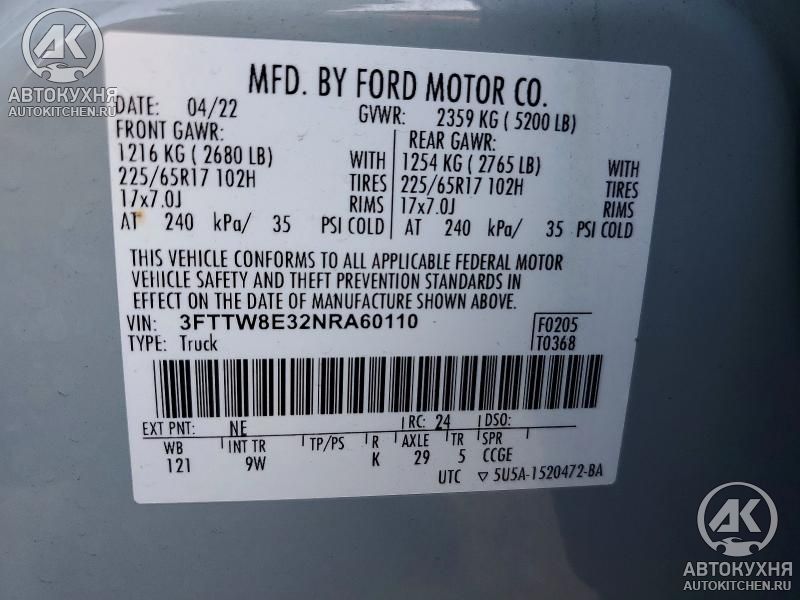 AK
АВТОКУХНЯ
AUTOKITCHEN.RU
MFD. BY FORD MOTOR CO.
DATE: 04/22 GVWR: 2359 KG ( 5200 LB)
FRONT GAWR: REAR GAWR:
1216 KG ( 2680 LB) WITH 1254 KG ( 2765 LB) WITH
225/65R17 102H TIRES 225/65R17 102H TIRES
17x7.0J RIMS 17x7.0J RIMS
AT 240 kPa/ 35 PSI COLD AT 240 kPa/ 35 PSI COLD
THIS VEHICLE CONFORMS TO ALL APPLICABLE FEDERAL MOTOR
VEHICLE SAFETY AND THEFT PREVENTION STANDARDS IN
EFFECT ON THE DATE OF MANUFACTURE SHOWN ABOVE.
VIN: 3FTTW8E32NRA60110 F0205
TYPE: Truck T0368
EXT PNT: NE RC: 24 DSO:
WB INT TR TP/PS R AXLE TR SPR
121 9W K 29 5 CCGE
UTC ▽ 5U5A-1520472-BA
AK
АВТОКУХНЯ
AUTOKITCHEN.RU